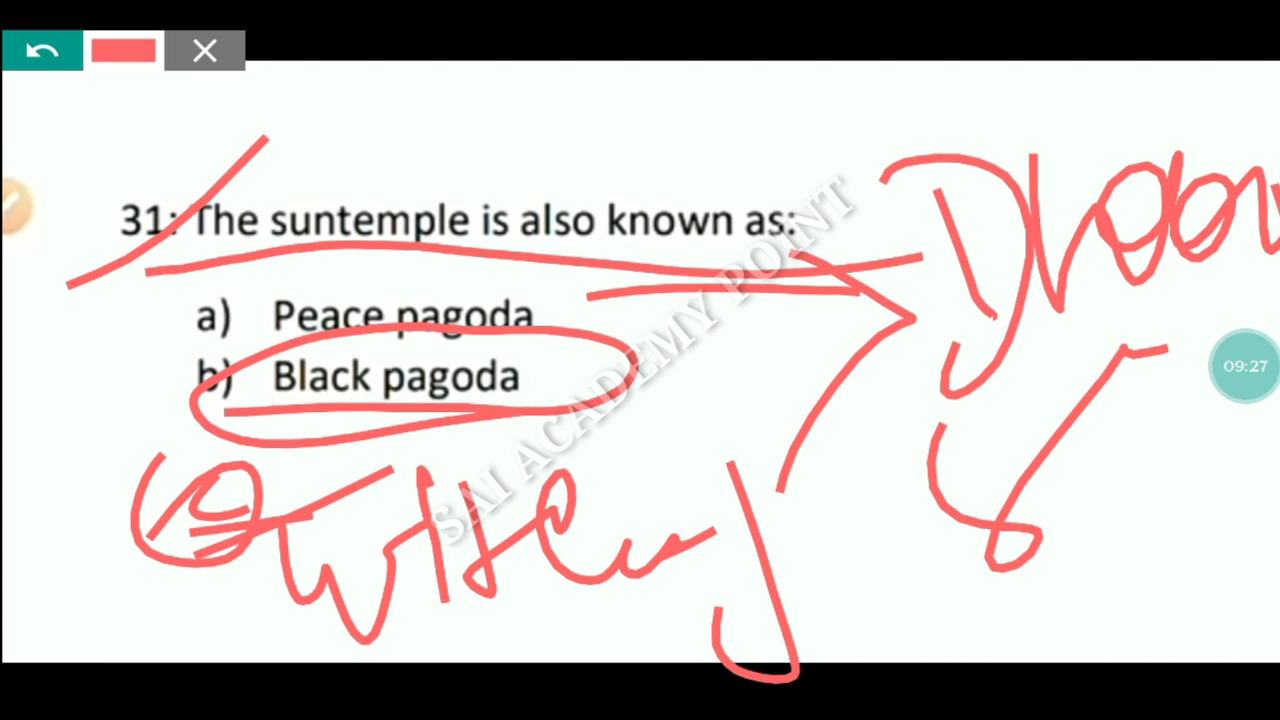 31: The suntemple is also known as:
a) Peace pagoda
b) Black pagoda
SAI ACADEMY POINT
09:27